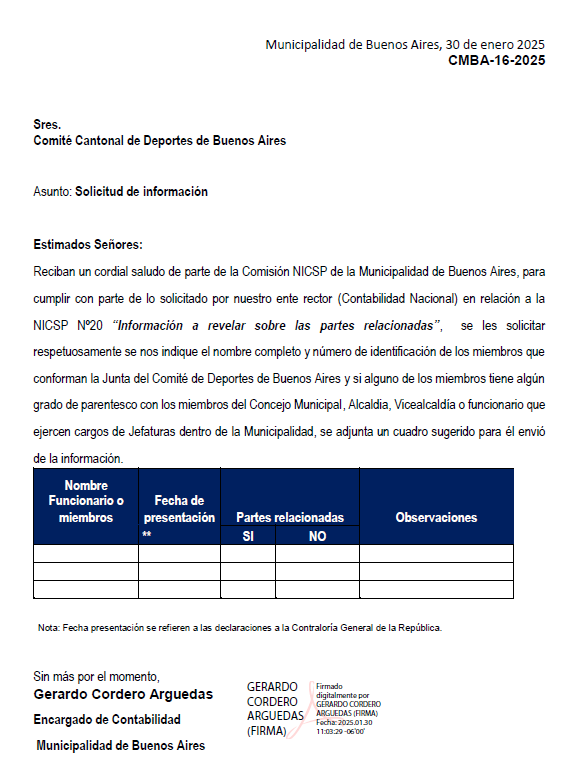 Municipalidad de Buenos Aires, 30 de enero 2025
CMBA-16-2025
Sres.
Comité Cantonal de Deportes de Buenos Aires
Asunto: Solicitud de información
Estimados Señores:
Reciban un cordial saludo de parte de la Comisión NICSP de la Municipalidad de Buenos Aires, para
cumplir con parte de lo solicitado por nuestro ente rector (Contabilidad Nacional) en relación a la
NICSP Nº20 “Información a revelar sobre las partes relacionadas”, se les solicitar
respetuosamente se nos indique el nombre completo y número de identificación de los miembros que
conforman la Junta del Comité de Deportes de Buenos Aires y si alguno de los miembros tiene algún
grado de parentesco con los miembros del Concejo Municipal, Alcaldia, Vicealcaldía o funcionario que
ejercen cargos de Jefaturas dentro de la Municipalidad, se adjunta un cuadro sugerido para él envió
de la información.
Nombre
Funcionario o
miembros
Fecha de
presentación
**
Partes relacionadas
SI
NO
Observaciones
Nota: Fecha presentación se refieren a las declaraciones a la Contraloría General de la República.
Sin más por el momento,
Gerardo Cordero Arguedas
Encargado de Contabilidad
Municipalidad de Buenos Aires
GERARDO
CORDERO
ARGUEDAS
(FIRMA)
Firmado
digitalmente por
GERARDO CORDERO
ARGUEDAS (FIRMA)
Fecha: 2025.01.30
11:03:29 -06'00'